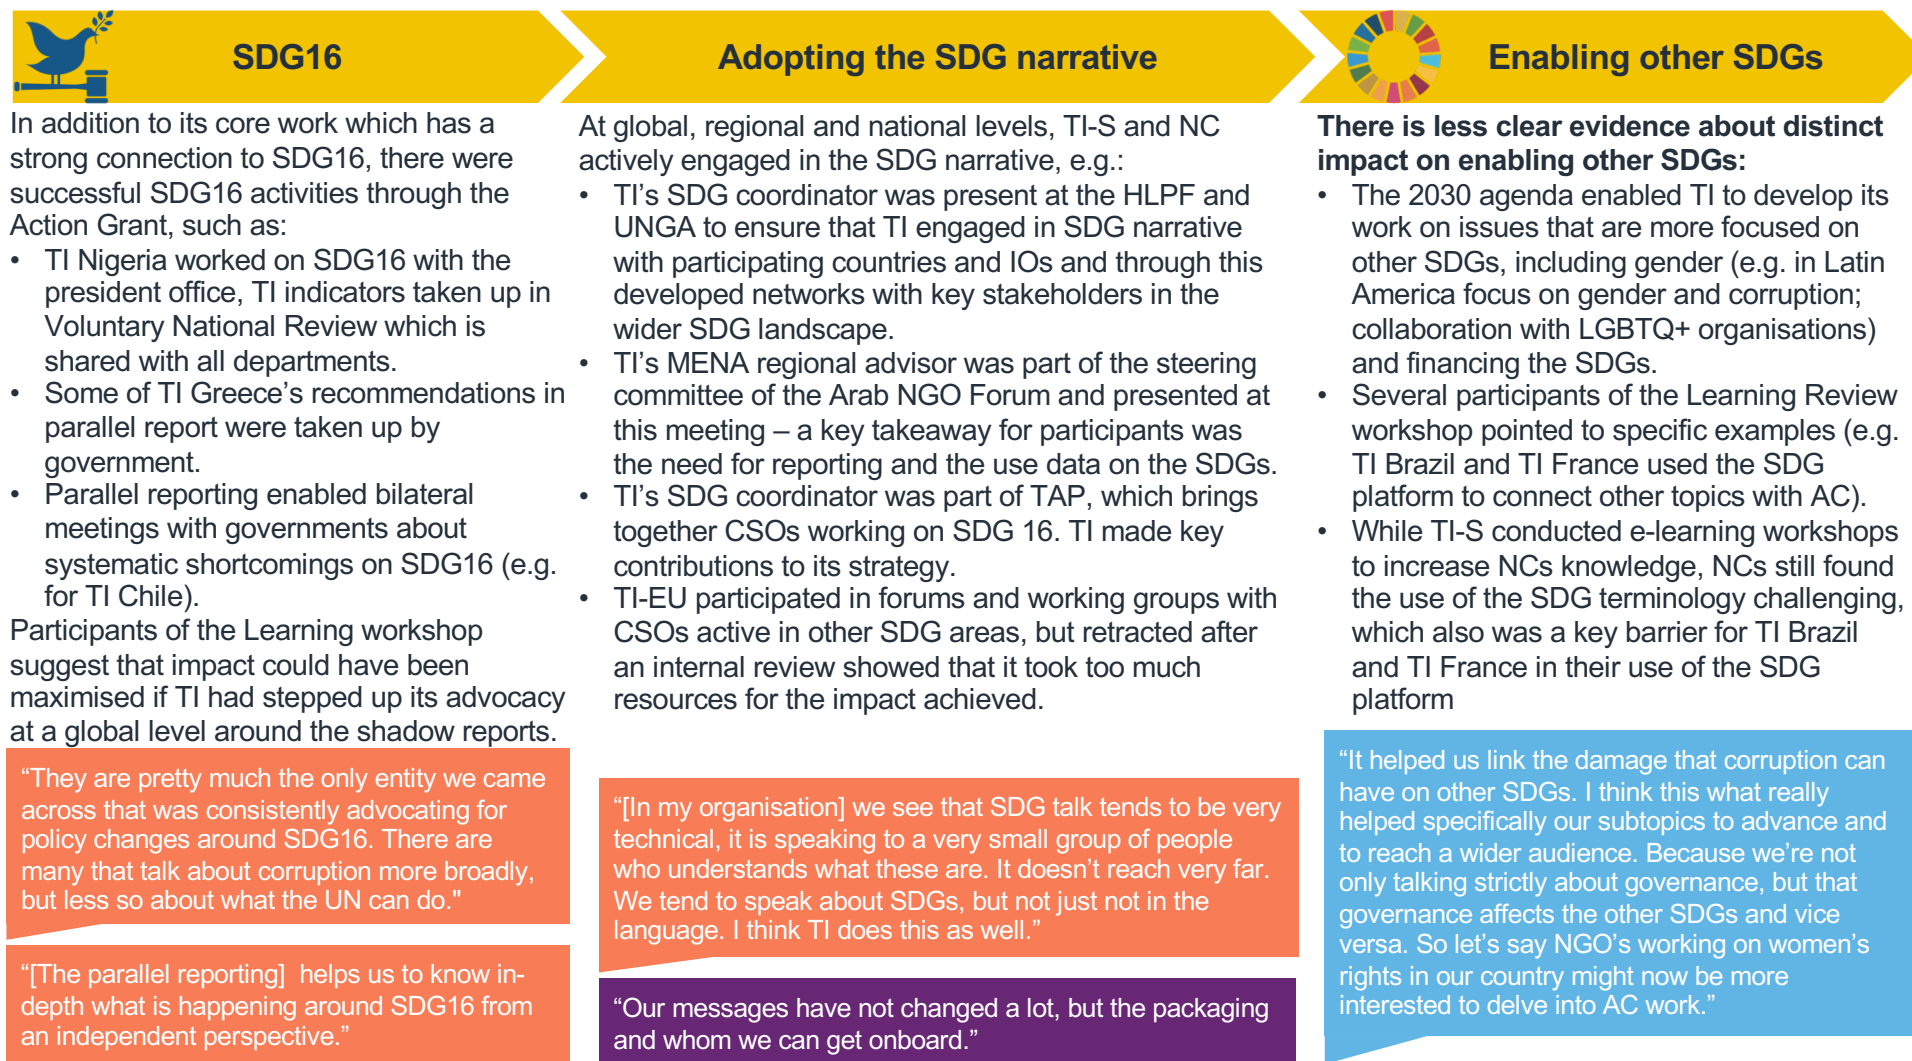 SDG16
In addition to its core work which has a
strong connection to SDG16, there were
successful SDG16 activities through the
Action Grant, such as:
• TI Nigeria worked on SDG16 with the
president office, TI indicators taken up in
Voluntary National Review which is
shared with all departments.
• Some of TI Greece’s recommendations in
parallel report were taken up by
government.
• Parallel reporting enabled bilateral
meetings with governments about
systematic shortcomings on SDG16 (e.g.
for TI Chile).
Participants of the Learning workshop
suggest that impact could have been
maximised if TI had stepped up its advocacy
at a global level around the shadow reports.
“They are pretty much the only entity we came
across that was consistently advocating for
policy changes around SDG16. There are
many that talk about corruption more broadly,
but less so about what the UN can do."
“[The parallel reporting]  helps us to know in-
depth what is happening around SDG16 from
an independent perspective.”
Adopting the SDG narrative
At global, regional and national levels, TI-S and NC
actively engaged in the SDG narrative, e.g.:
• TI’s SDG coordinator was present at the HLPF and
UNGA to ensure that TI engaged in SDG narrative
with participating countries and IOs and through this
developed networks with key stakeholders in the
wider SDG landscape.
• TI’s MENA regional advisor was part of the steering
committee of the Arab NGO Forum and presented at
this meeting – a key takeaway for participants was
the need for reporting and the use data on the SDGs.
• TI’s SDG coordinator was part of TAP, which brings
together CSOs working on SDG 16. TI made key
contributions to its strategy.
• TI-EU participated in forums and working groups with
CSOs active in other SDG areas, but retracted after
an internal review showed that it took too much
resources for the impact achieved.
“[In my organisation] we see that SDG talk tends to be very
technical, it is speaking to a very small group of people
who understands what these are. It doesn’t reach very far.
We tend to speak about SDGs, but not just not in the
language. I think TI does this as well.”
“Our messages have not changed a lot, but the packaging
and whom we can get onboard.”
Enabling other SDGs
There is less clear evidence about distinct
impact on enabling other SDGs:
• The 2030 agenda enabled TI to develop its
work on issues that are more focused on
other SDGs, including gender (e.g. in Latin
America focus on gender and corruption;
collaboration with LGBTQ+ organisations)
and financing the SDGs.
• Several participants of the Learning Review
workshop pointed to specific examples (e.g.
TI Brazil and TI France used the SDG
platform to connect other topics with AC).
• While TI-S conducted e-learning workshops
to increase NCs knowledge, NCs still found
the use of the SDG terminology challenging,
which also was a key barrier for TI Brazil
and TI France in their use of the SDG
platform
“It helped us link the damage that corruption can
have on other SDGs. I think this what really
helped specifically our subtopics to advance and
to reach a wider audience. Because we’re not
only talking strictly about governance, but that
governance affects the other SDGs and vice
versa. So let’s say NGO’s working on women’s
rights in our country might now be more
interested to delve into AC work.”